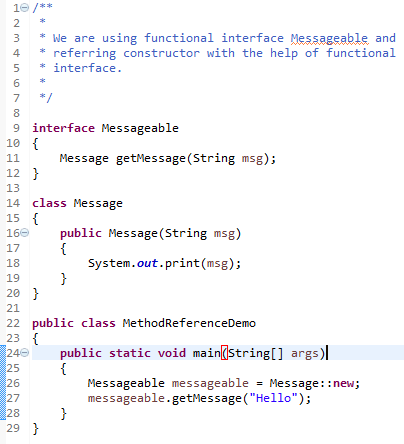 1 /**
2  *
3  * We are using functional interface Messageable and
4  * referring constructor with the help of functional
5  * interface.
6  *
7  */
8
9 interface Messageable
10 {
11     Message getMessage(String msg);
12 }
13
14 class Message
15 {
16     public Message(String msg)
17     {
18         System.out.print(msg);
19     }
20 }
21
22 public class MethodReferenceDemo
23 {
24     public static void main(String[] args)
25     {
26         Messageable messageable = Message::new;
27         messageable.getMessage("Hello");
28     }
29 }